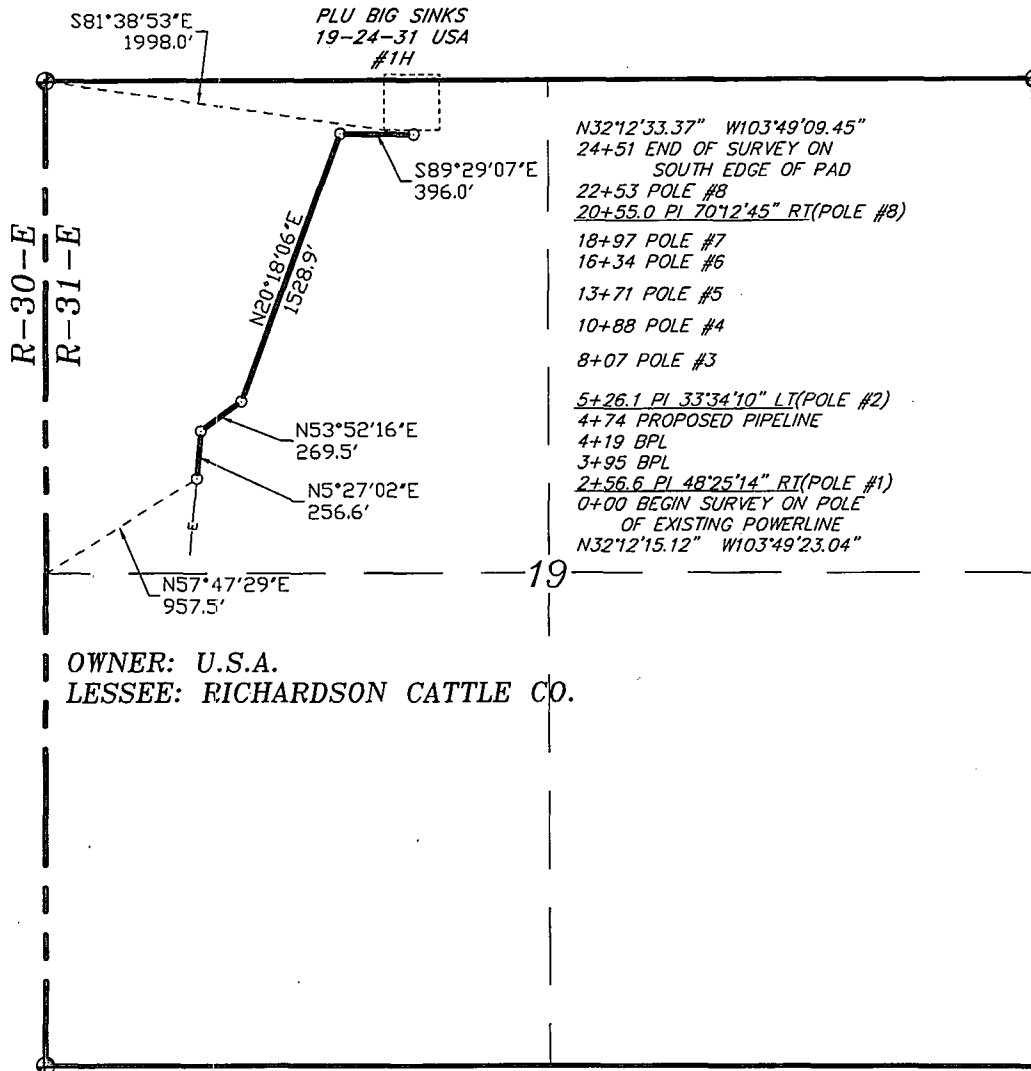 S81°38'53"E
1998.0'
PLU BIG SINKS
19-24-31 USA
#1H
S89°29'07"E
396.0'
N20°18'06"E
1528.9'
R-30-E
R-31-E
N53°52'16"E
269.5'
N5°27'02"E
256.6'
E
N57°47'29"E
957.5'
N32°12'33.37" W103°49'09.45"
24+51 END OF SURVEY ON
SOUTH EDGE OF PAD
22+53 POLE #8
20+55.0 PI 70°12'45" RT(POLE #8)
18+97 POLE #7
16+34 POLE #6
13+71 POLE #5
10+88 POLE #4
8+07 POLE #3
5+26.1 PI 33°34'10" LT(POLE #2)
4+74 PROPOSED PIPELINE
4+19 BPL
3+95 BPL
2+56.6 PI 48°25'14" RT(POLE #1)
0+00 BEGIN SURVEY ON POLE
OF EXISTING POWERLINE
N32°12'15.12" W103°49'23.04"
19
OWNER: U.S.A.
LESSEE: RICHARDSON CATTLE CO.